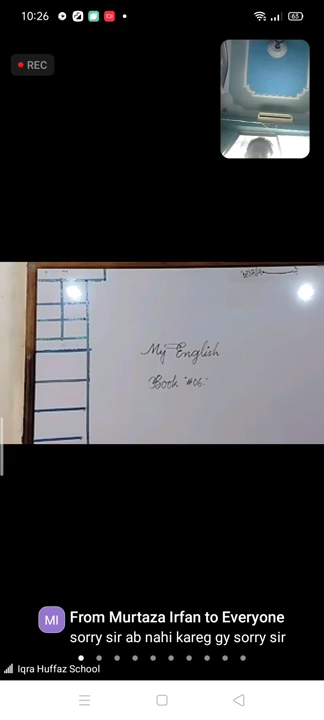 10:26
63
REC
My English
Book "#06"
MI
From Murtaza Irfan to Everyone
sorry sir ab nahi kareg gy sorry sir
Iqra Huffaz School